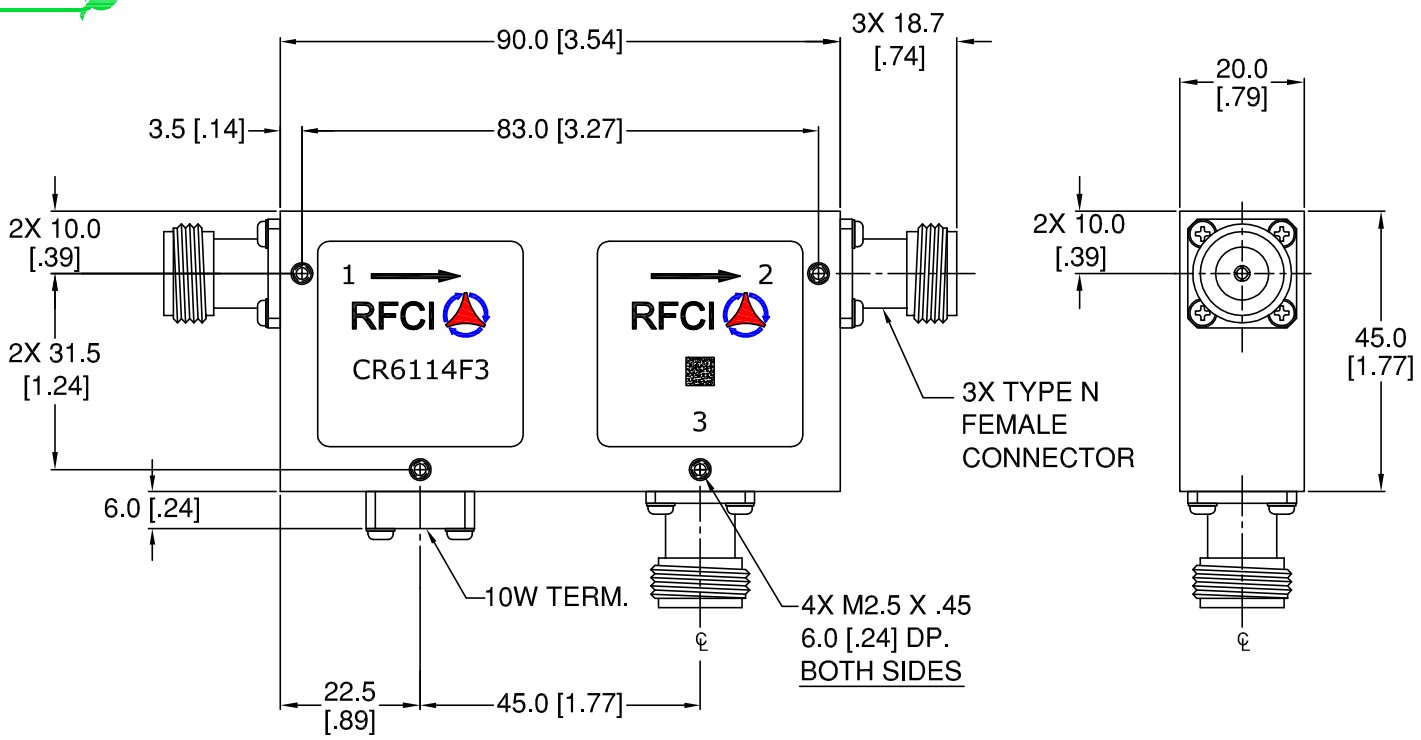 90.0 [3.54]
3X 18.7
[.74]
20.0
[.79]
3.5 [.14]
83.0 [3.27]
2X 10.0
[.39]
2X 10.0
[.39]
1
2
RFCI
RFCI
CR6114F3
3
2X 31.5
[1.24]
45.0
[1.77]
3X TYPE N
FEMALE
CONNECTOR
6.0 [.24]
10W TERM.
4X M2.5 X .45
6.0 [.24] DP.
BOTH SIDES
℄
℄
22.5
[.89]
45.0 [1.77]